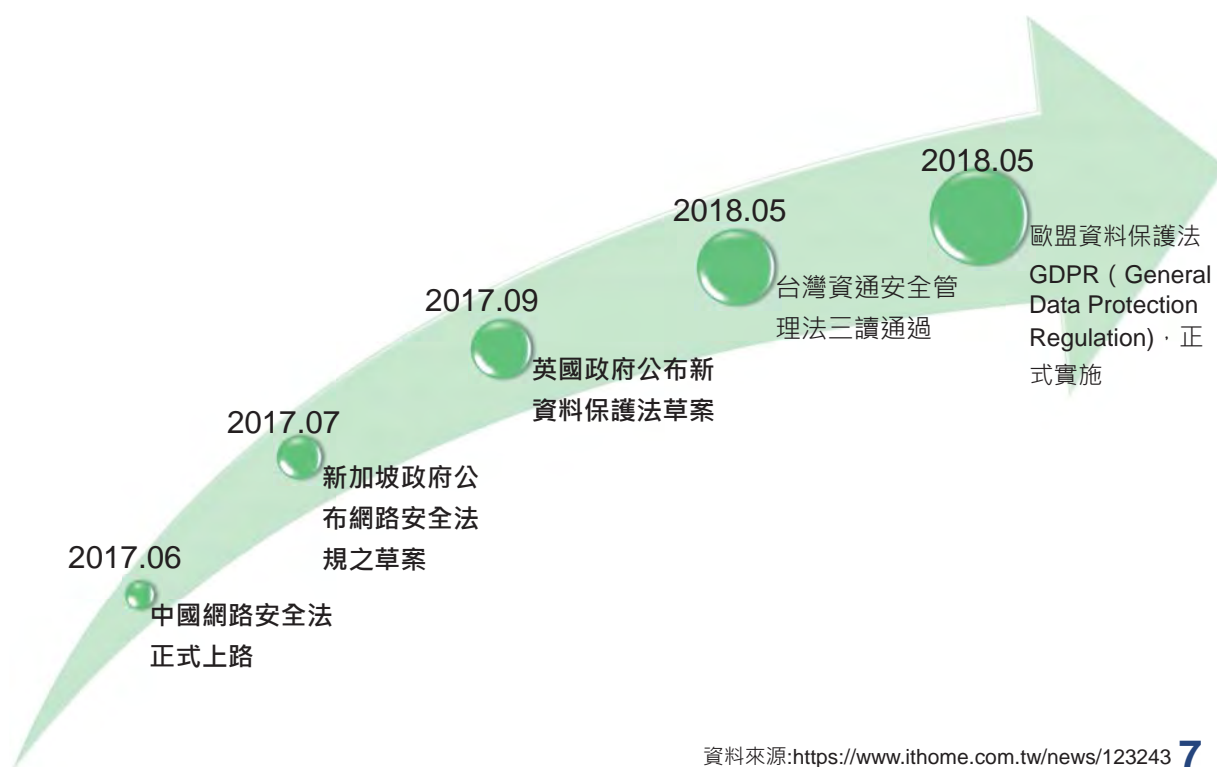 2017.06
中國網路安全法
正式上路
2017.07
新加坡政府公
布網路安全法
規之草案
2017.09
英國政府公布新
資料保護法草案
2018.05
台灣資通安全管
理法三讀通過
2018.05
歐盟資料保護法
GDPR（General
Data Protection
Regulation)，正
式實施
資料來源:https://www.ithome.com.tw/news/123243 7